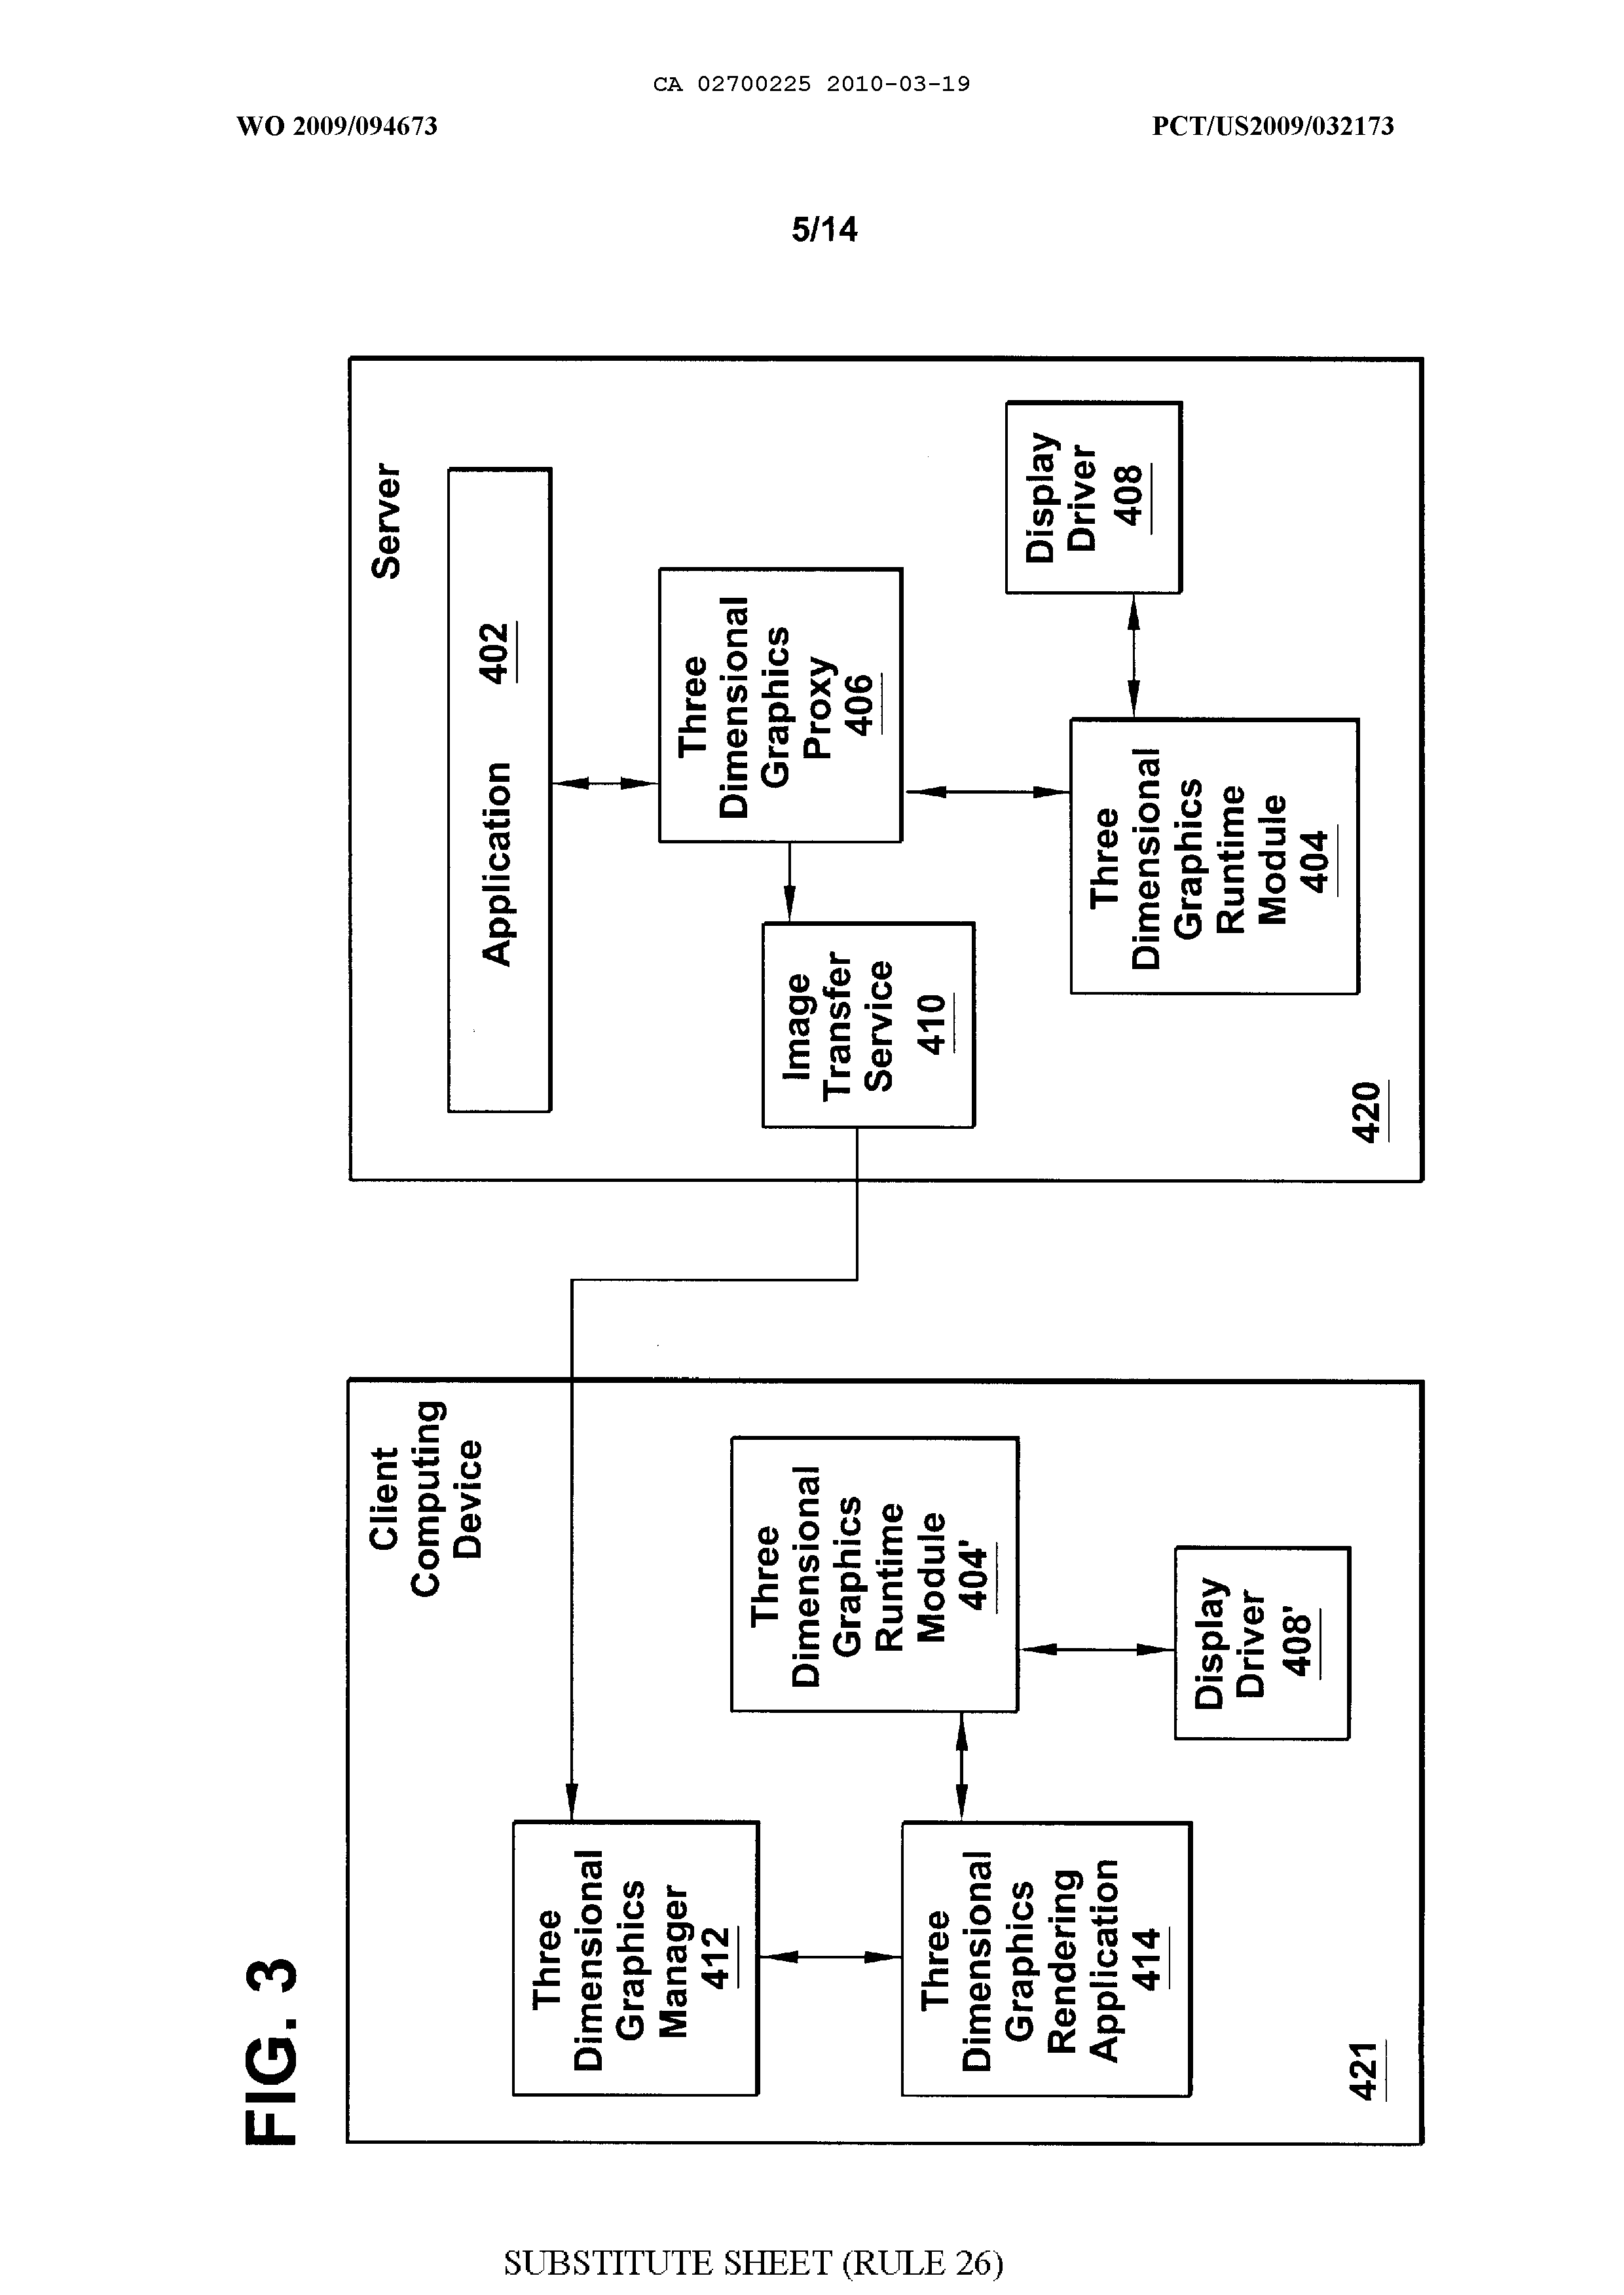 CA 02700225 2010-03-19
WO 2009/094673
PCT/US2009/032173
5/14
FIG. 3
Client
Computing
Device
Three
Dimensional
Graphics
Manager
412
Three
Dimensional
Graphics
Rendering
Application
414
Three
Dimensional
Graphics
Runtime
Module
404'
Display
Driver
408'
421
Server
Application 402
Three
Dimensional
Graphics
Proxy
406
Image
Transfer
Service
410
Three
Dimensional
Graphics
Runtime
Module
404
Display
Driver
408
420
SUBSTITUTE SHEET (RULE 26)